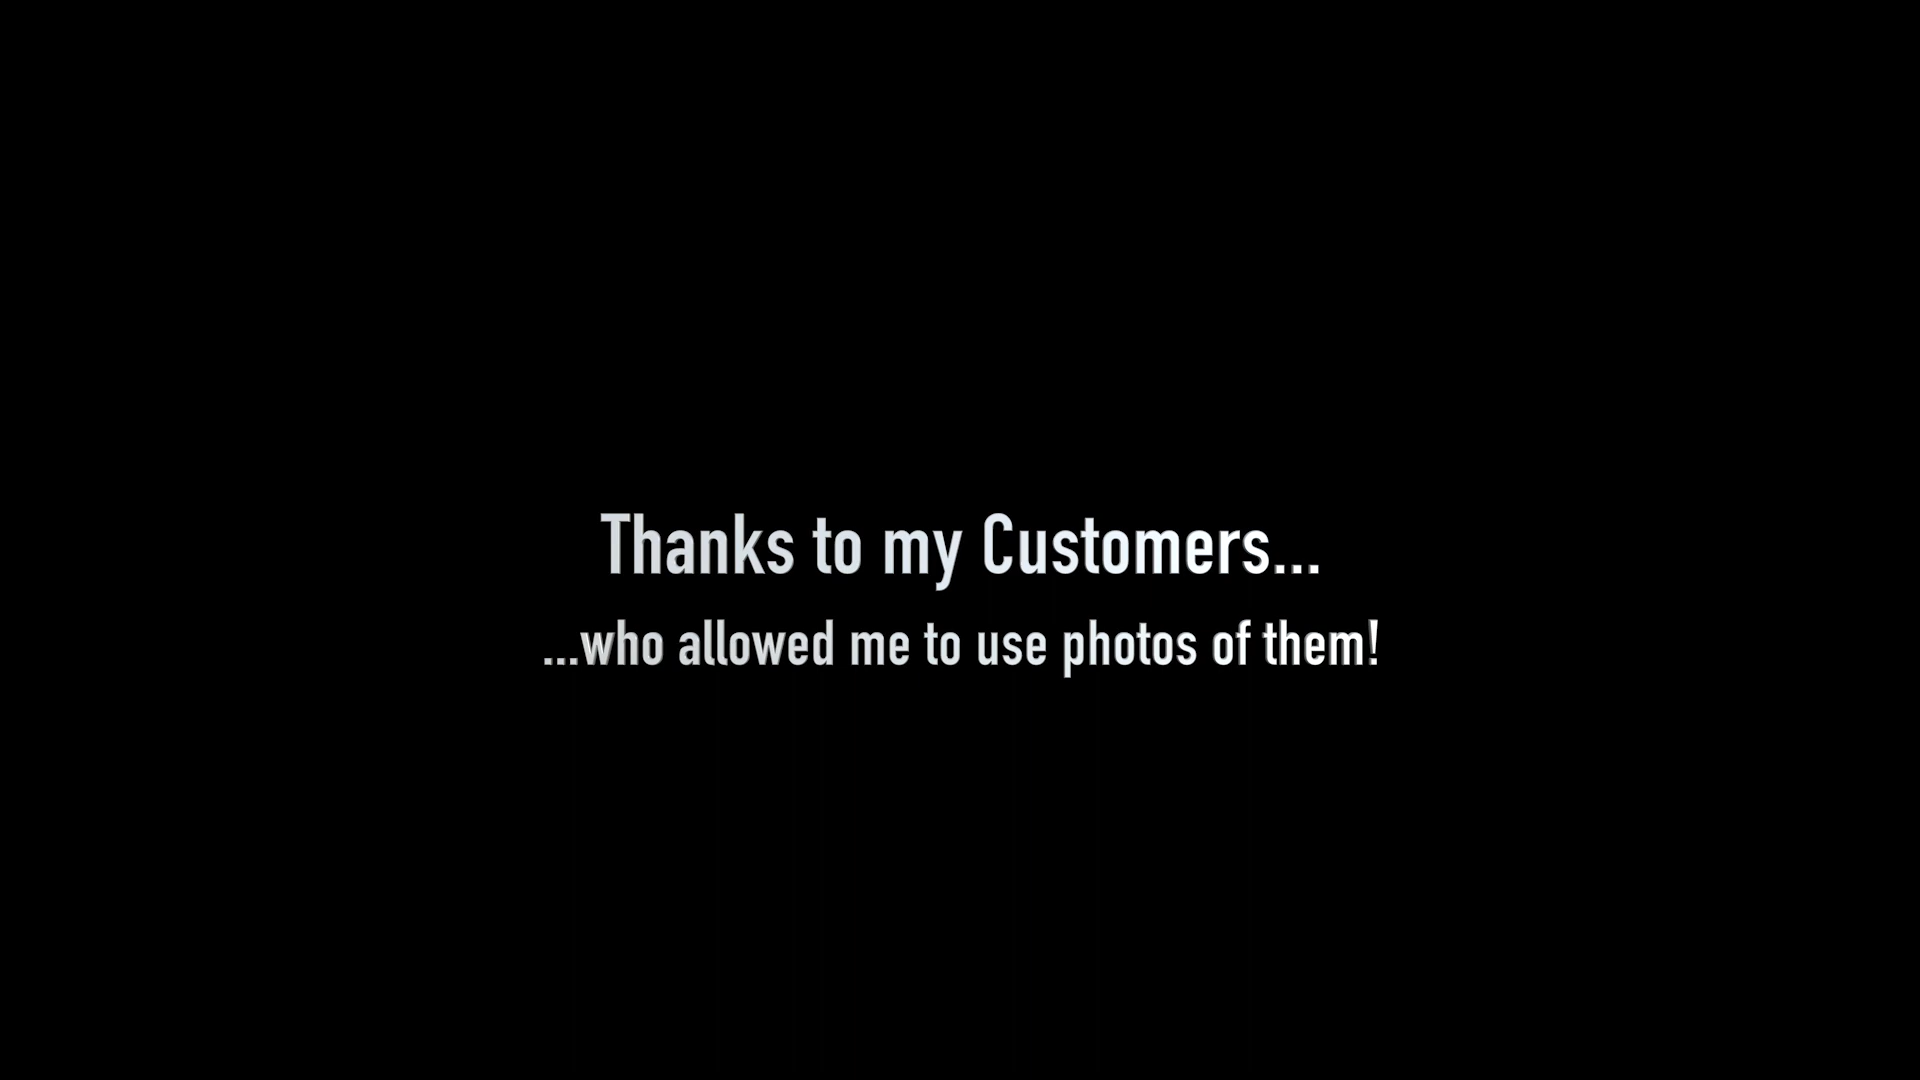 Thanks to my Customers...
...who allowed me to use photos of them!